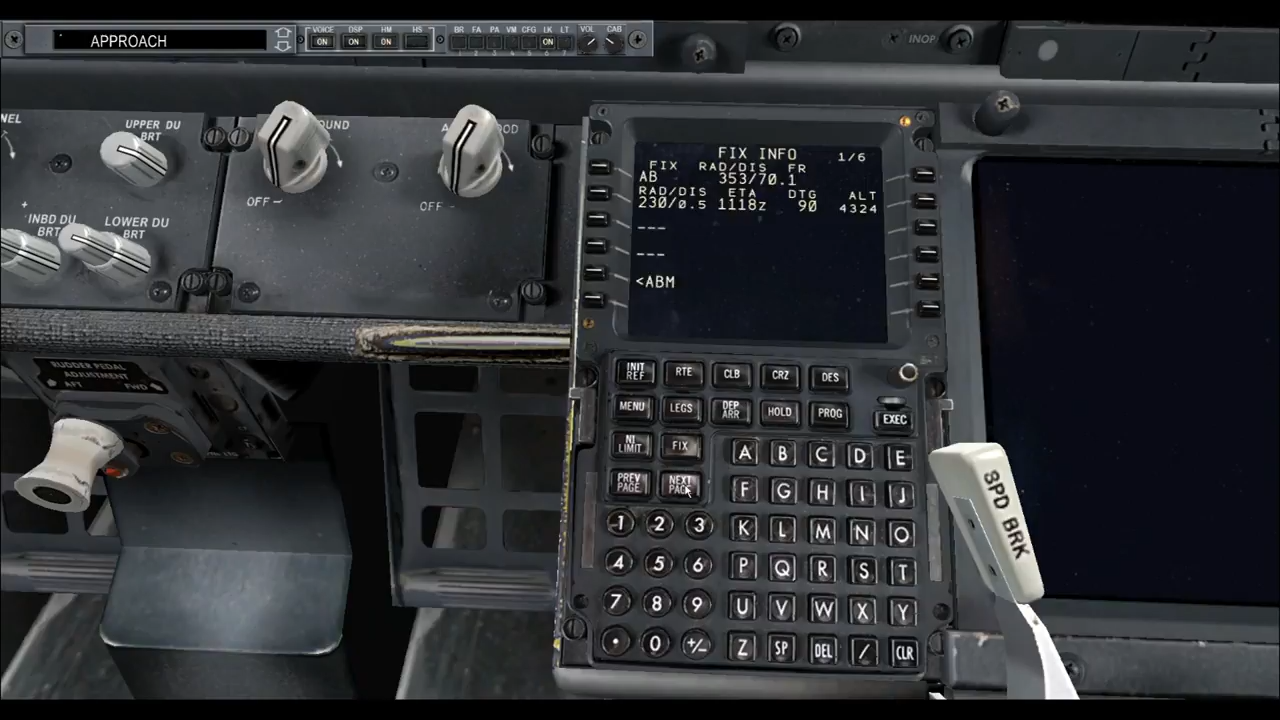 APPROACH
VOICE DSP HM HS
ON ON ON
BR FA PA VM CFG LK LT
ON
VOL CAB
INOP
UPPER DU
BRT
INBD DU
BRT
LOWER DU
BRT
OFF
OFF
FIX INFO 1/6
FIX RAD/DIS FR
AB 353/70.1
RAD/DIS ETA DTG ALT
230/0.5 1118z 90 4324
---
---
<ABM
INIT REF RTE CLB CRZ DES
MENU LEGS DEP ARR HOLD PROG EXEC
N1 LIMIT FIX
PREV PAGE NEXT PAGE
A B C D E
F G H I J
1 2 3 K L M N O
4 5 6 P Q R S T
7 8 9 U V W X Y
. 0 +/- Z SP DEL / CLR
RUDDER PEDAL
ADJUSTMENT
AFT FWD
SPD BRK